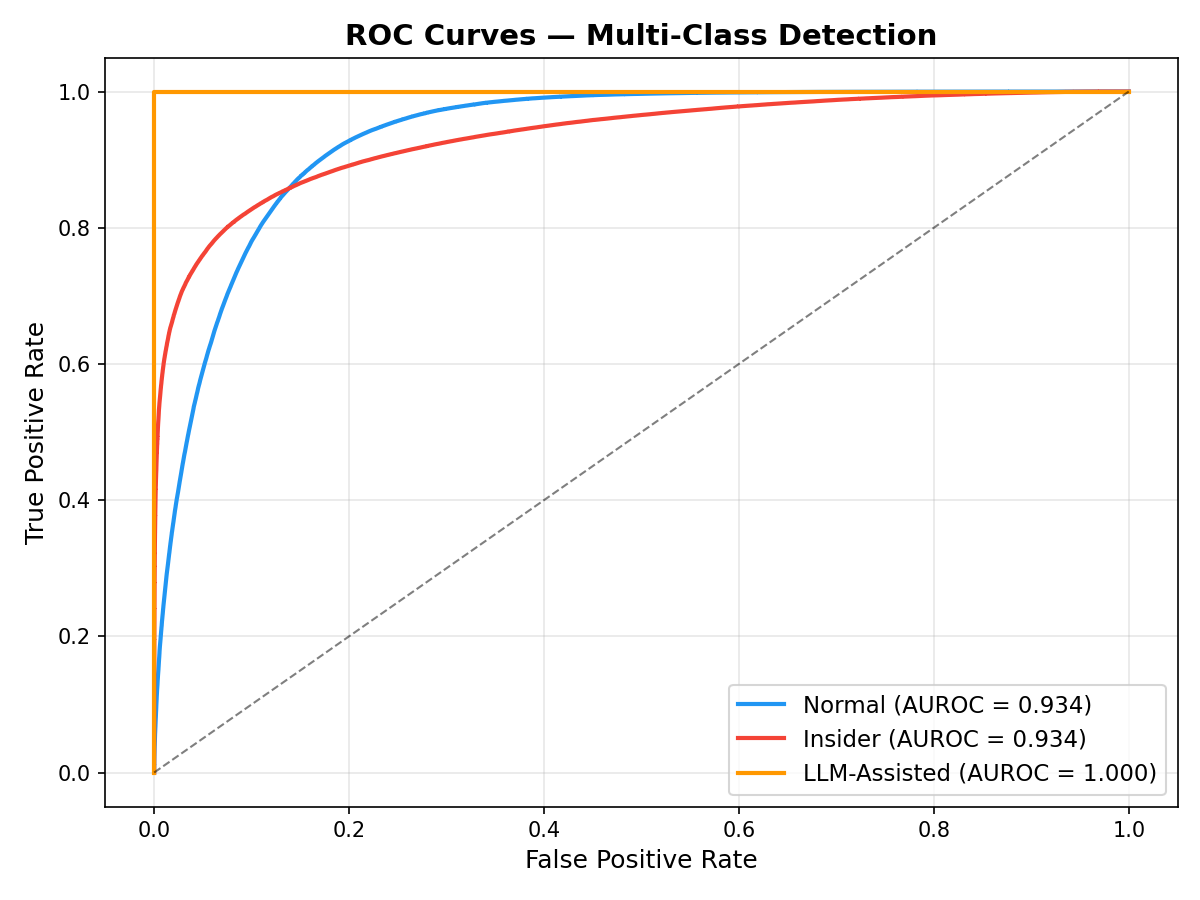 ROC Curves — Multi-Class Detection
True Positive Rate
1.0
0.8
0.6
0.4
0.2
0.0
0.0 0.2 0.4 0.6 0.8 1.0
False Positive Rate
Normal (AUROC = 0.934)
Insider (AUROC = 0.934)
LLM-Assisted (AUROC = 1.000)